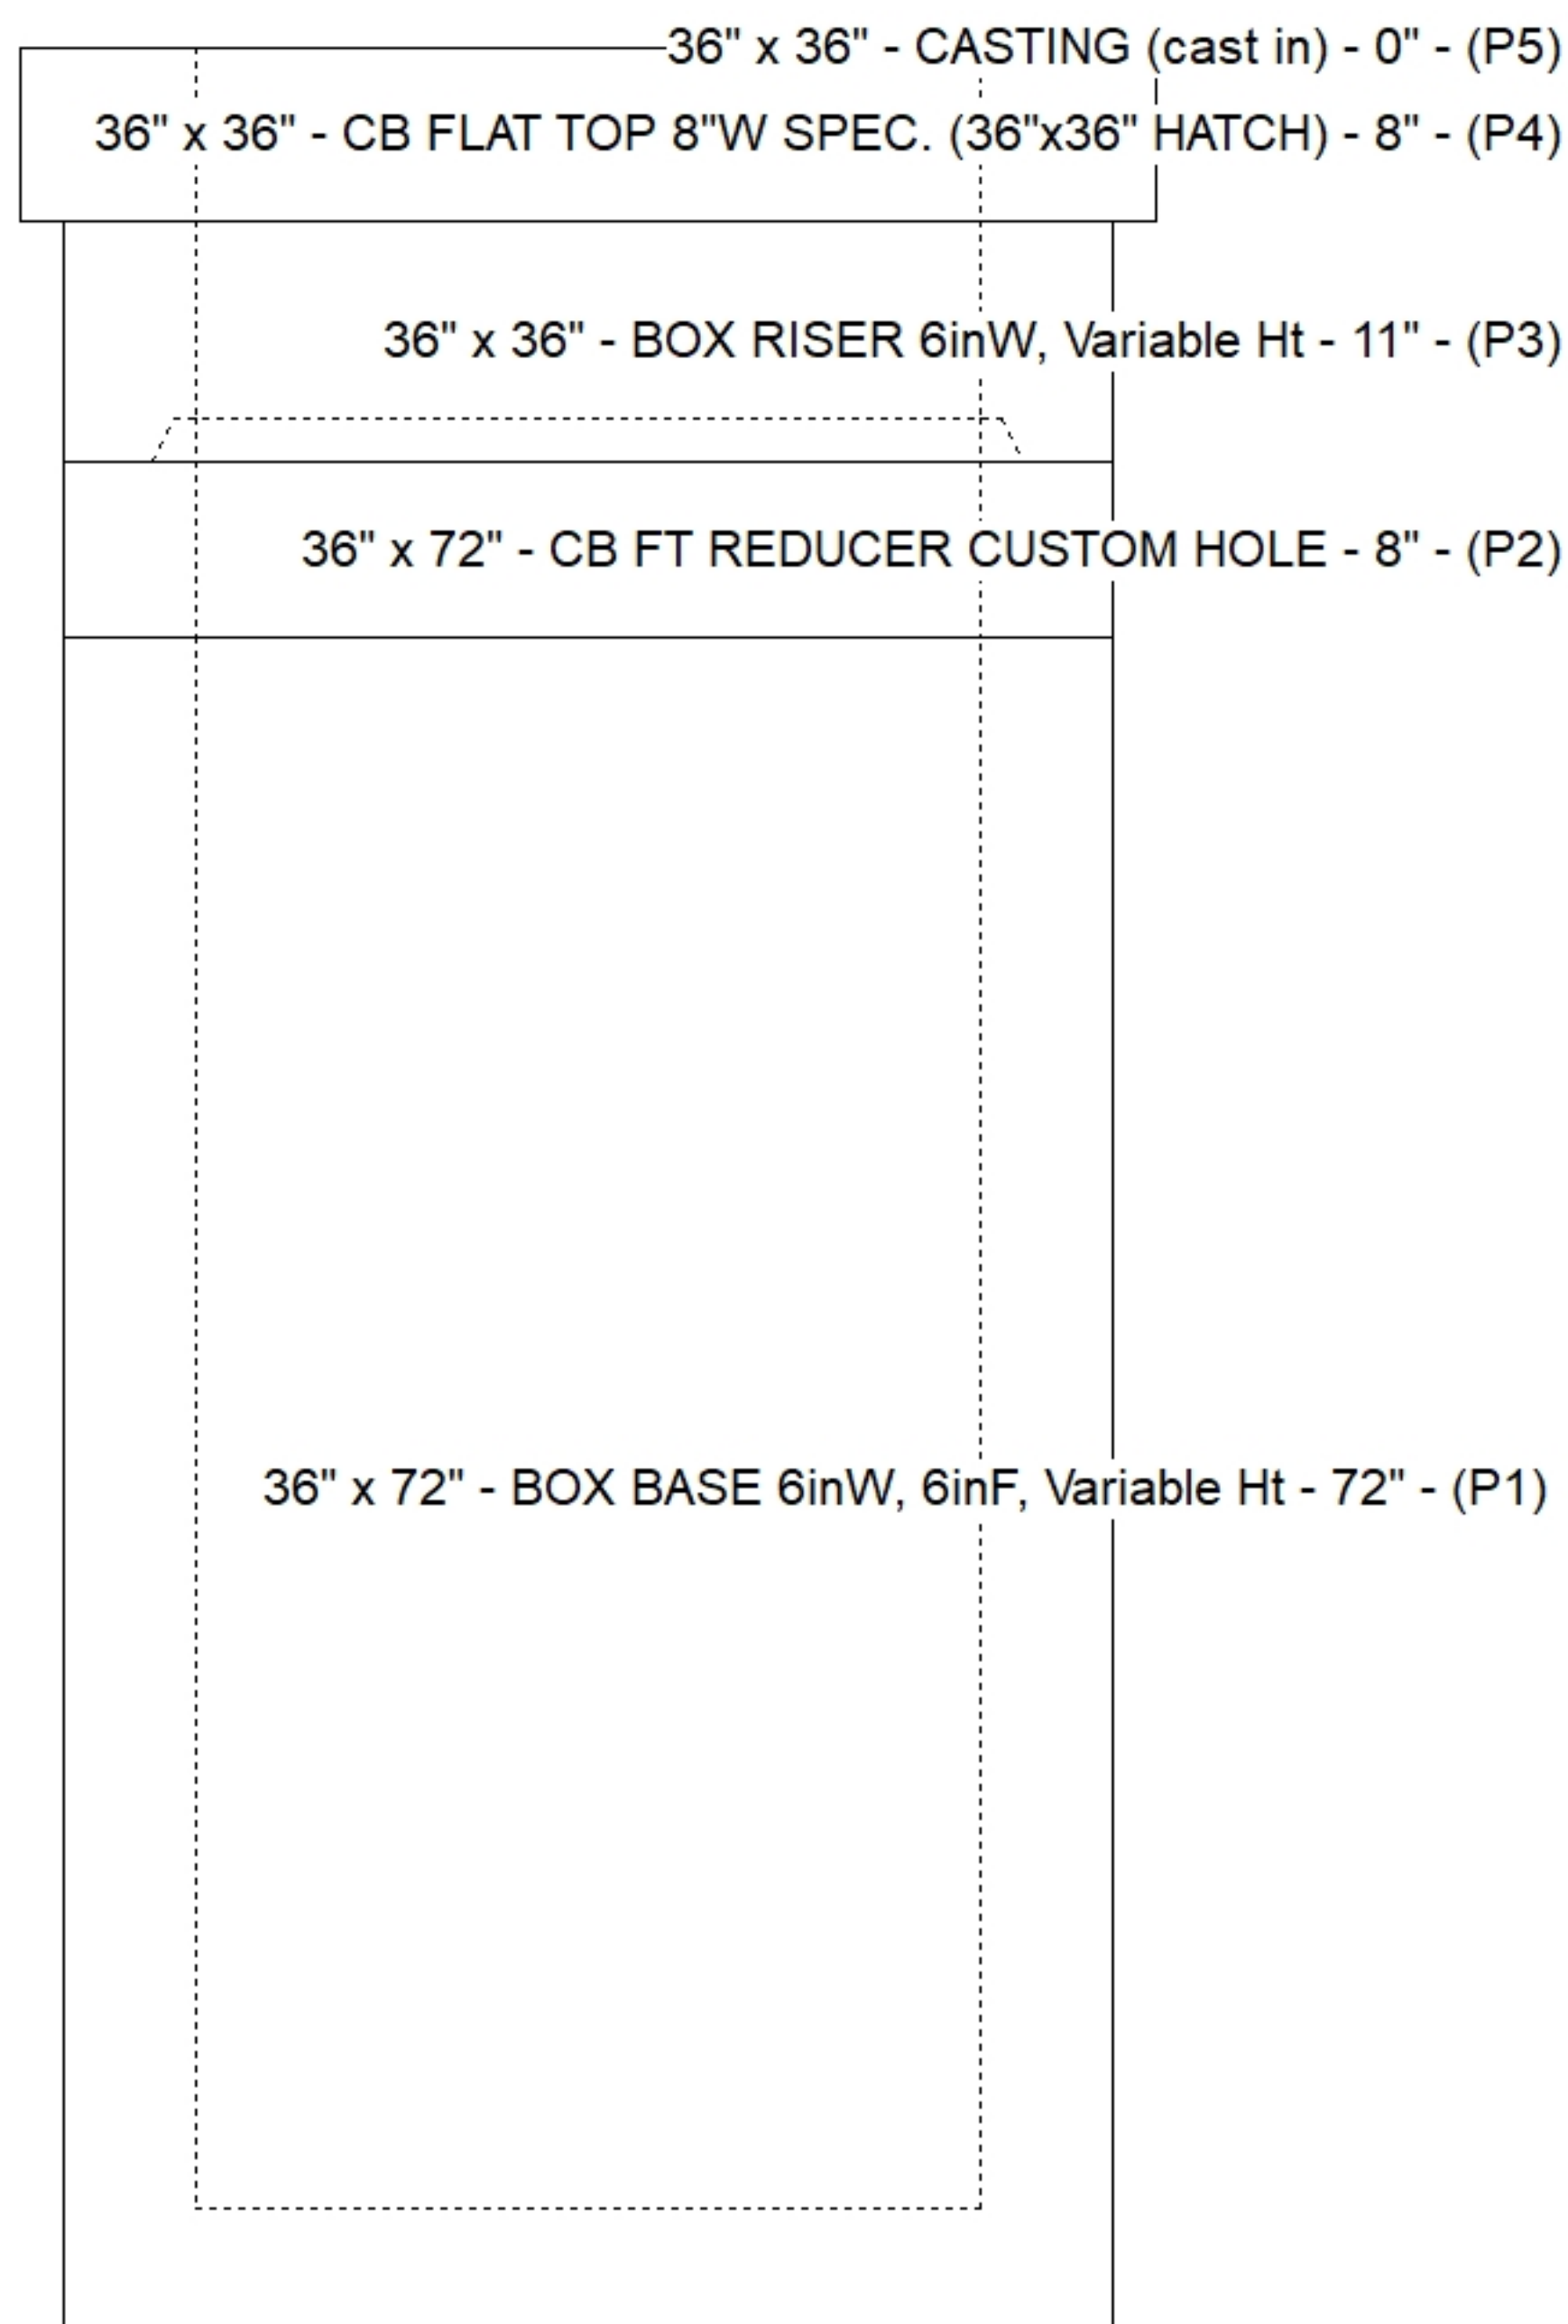 36" x 36" - CASTING (cast in) - 0" - (P5)
36" x 36" - CB FLAT TOP 8"W SPEC. (36"x36" HATCH) - 8" - (P4)
36" x 36" - BOX RISER 6inW, Variable Ht - 11" - (P3)
36" x 72" - CB FT REDUCER CUSTOM HOLE - 8" - (P2)
36" x 72" - BOX BASE 6inW, 6inF, Variable Ht - 72" - (P1)